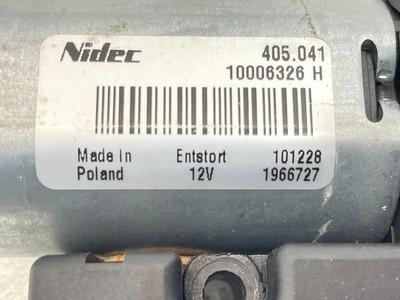 Nidec 405.041
10006326 H
Made in Entstort 101228
Poland 12V 1966727